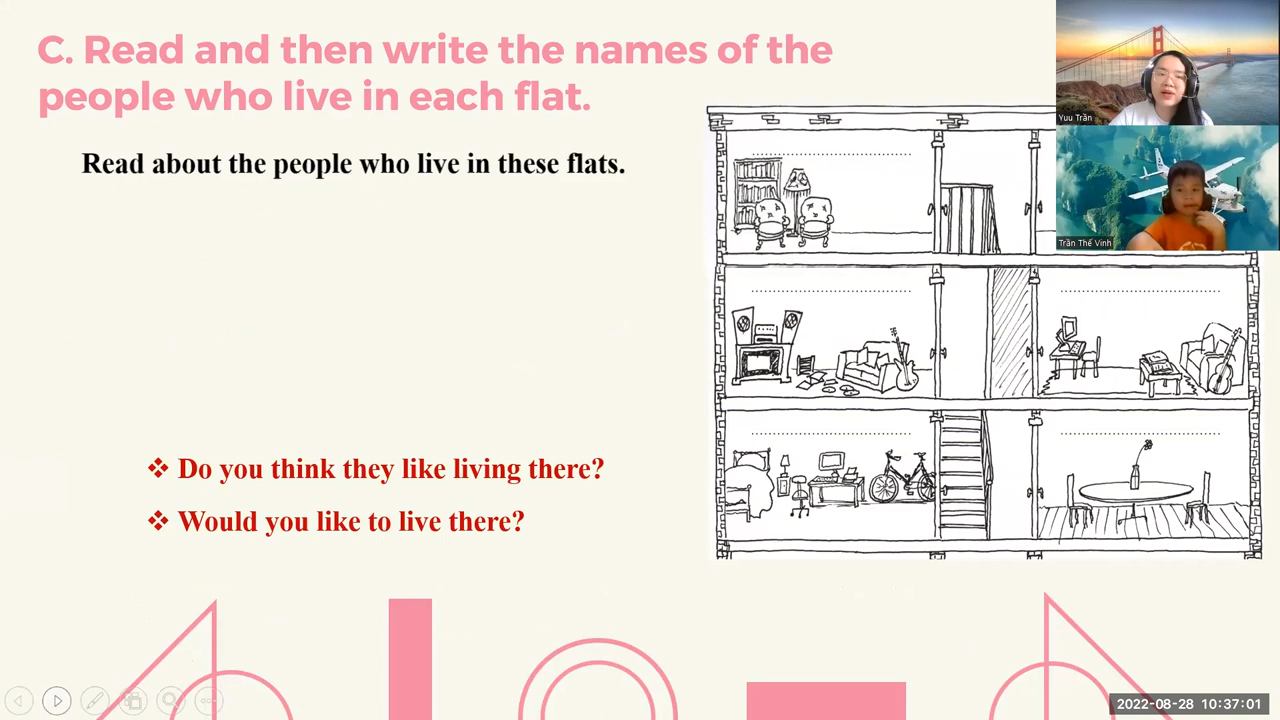 C. Read and then write the names of the
people who live in each flat.
Read about the people who live in these flats.
❖ Do you think they like living there?
❖ Would you like to live there?
Yuu Trần
Trần Thế Vinh
2022-08-28 10:37:01